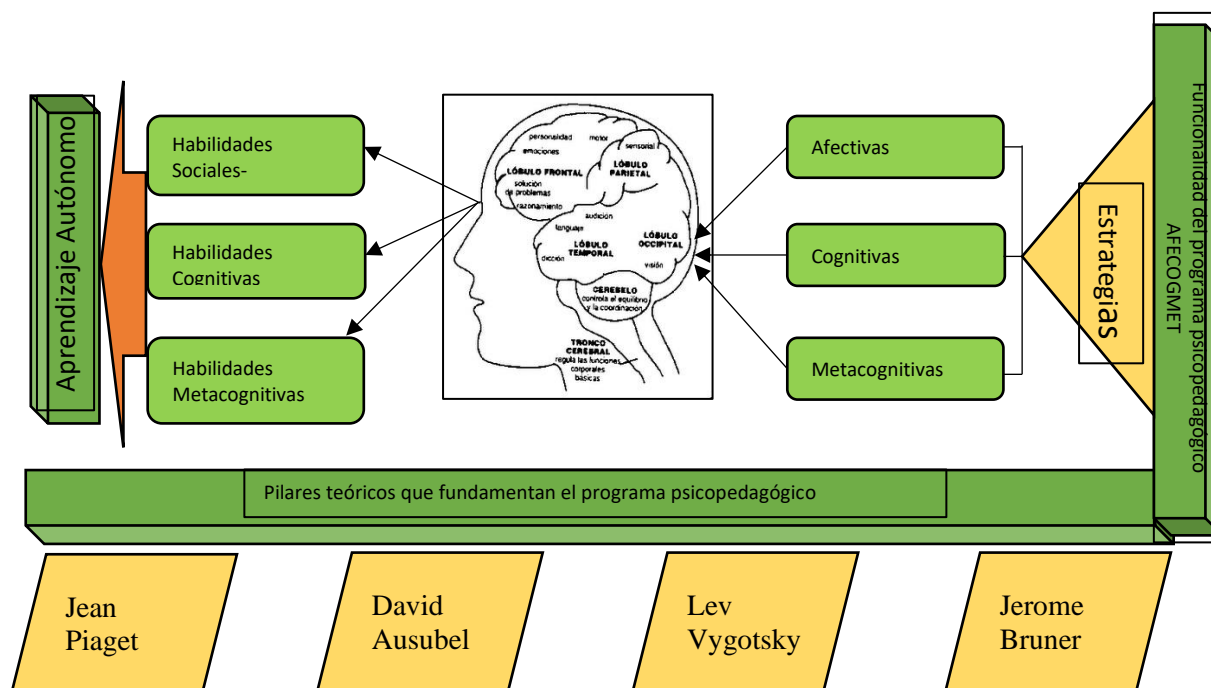 Aprendizaje Autónomo
Habilidades
Sociales-
Habilidades
Cognitivas
Habilidades
Metacognitivas
personalidad
motor
sensorial
emociones
LÓBULO FRONTAL
LÓBULO
PARIETAL
solución
de problemas
razonamiento
audición
lenguaje
LÓBULO
OCCIPITAL
LÓBULO
TEMPORAL
dicción
visión
CEREBELO
controla el equilibrio
y la coordinación
TRONCO
CEREBRAL
regula las funciones
corporales
básicas
Afectivas
Cognitivas
Metacognitivas
Estrategias
Funcionalidad del programa psicopedagógico
AFECOGMET
Pilares teóricos que fundamentan el programa psicopedagógico
Jean
Piaget
David
Ausubel
Lev
Vygotsky
Jerome
Bruner